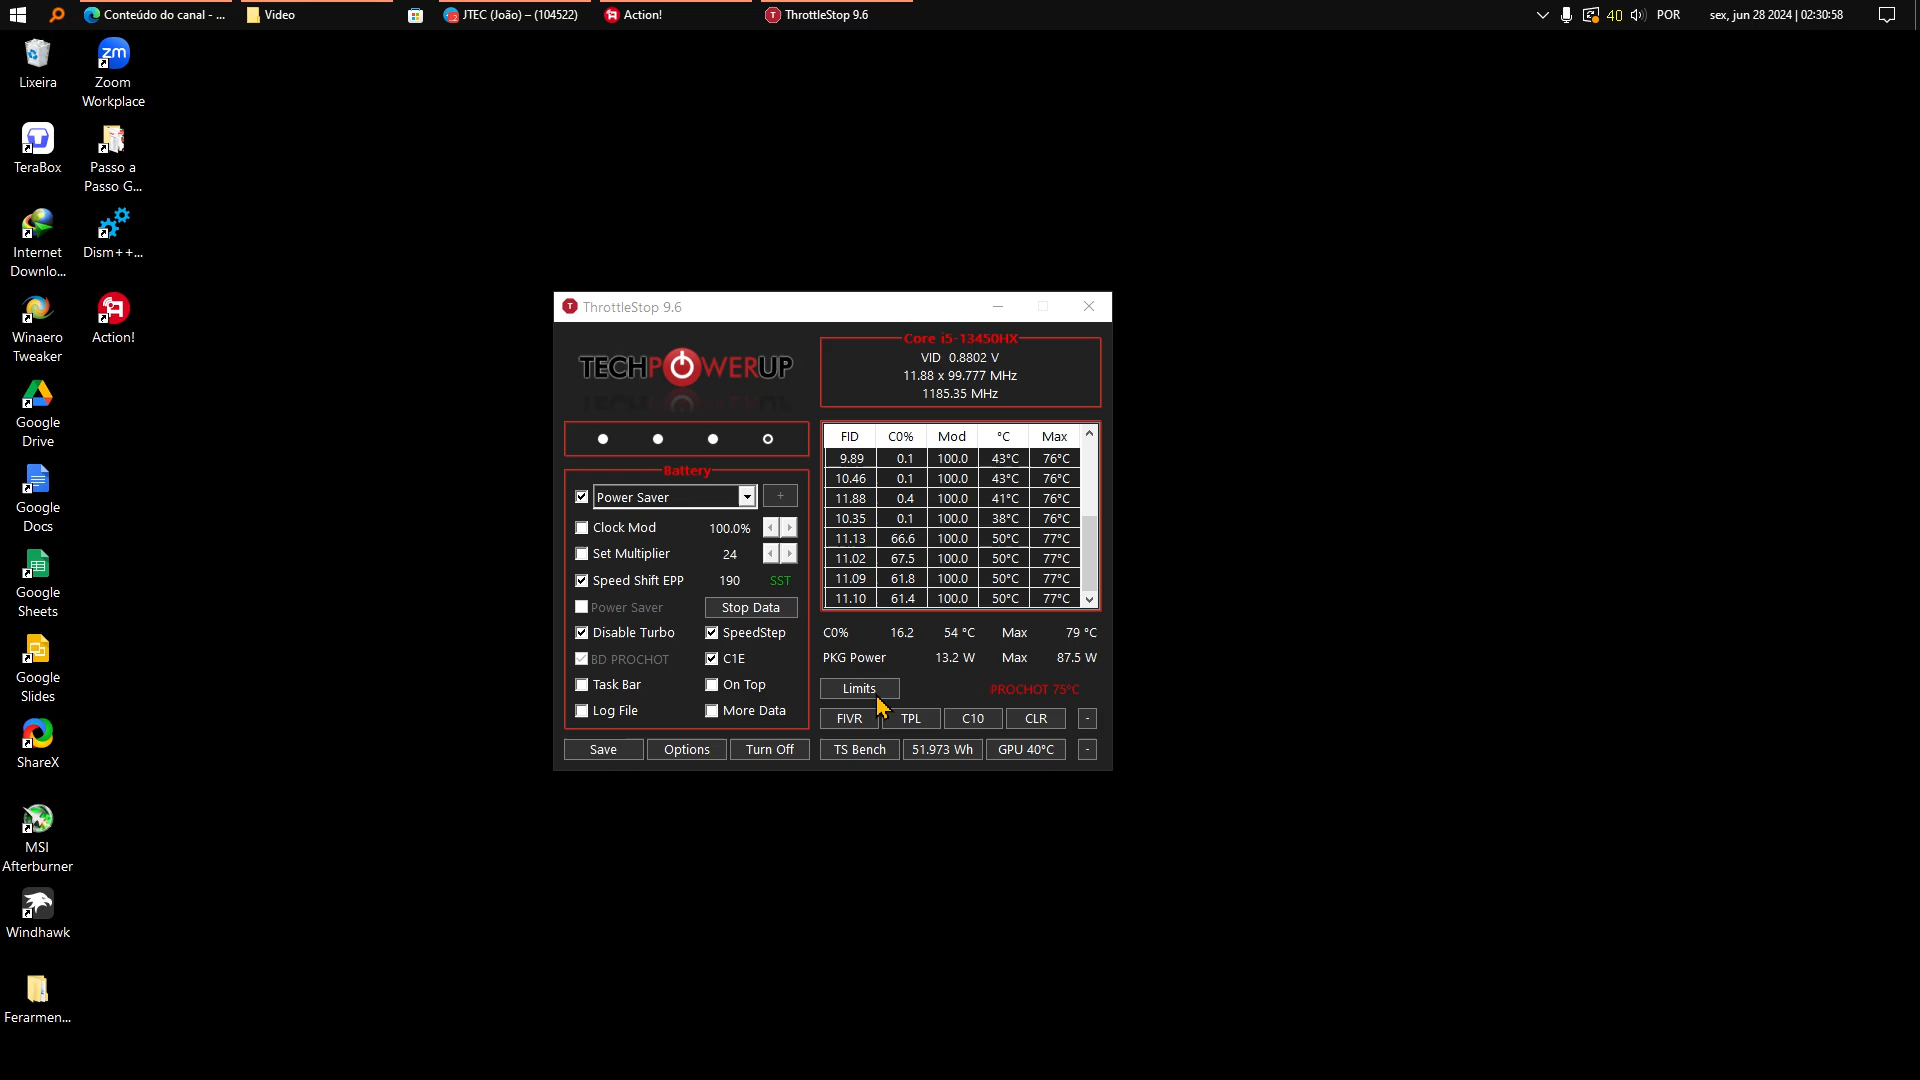 Conteúdo do canal - ...
Video
JTEC (João) – (104522)
Action!
ThrottleStop 9.6
40
POR
sex, jun 28 2024 | 02:30:58
Lixeira
zm
Zoom
Workplace
TeraBox
Passo a
Passo G...
Internet
Downlo...
Dism++...
Winaero
Tweaker
Action!
Google
Drive
Google
Docs
Google
Sheets
Google
Slides
ShareX
MSI
Afterburner
Windhawk
Ferarmen...
ThrottleStop 9.6
TECHPOWERUP
Core i5-13450HX
VID 0.8802 V
11.88 x 99.777 MHz
1185.35 MHz
Battery
Power Saver
+
Clock Mod 100.0%
Set Multiplier 24
Speed Shift EPP 190 SST
Power Saver Stop Data
Disable Turbo SpeedStep
BD PROCHOT C1E
Task Bar On Top
Log File More Data
Save Options Turn Off
FID C0% Mod °C Max
9.89 0.1 100.0 43°C 76°C
10.46 0.1 100.0 43°C 76°C
11.88 0.4 100.0 41°C 76°C
10.35 0.1 100.0 38°C 76°C
11.13 66.6 100.0 50°C 77°C
11.02 67.5 100.0 50°C 77°C
11.09 61.8 100.0 50°C 77°C
11.10 61.4 100.0 50°C 77°C
C0% 16.2 54 °C Max 79 °C
PKG Power 13.2 W Max 87.5 W
Limits PROCHOT 75°C
FIVR TPL C10 CLR -
TS Bench 51.973 Wh GPU 40°C -